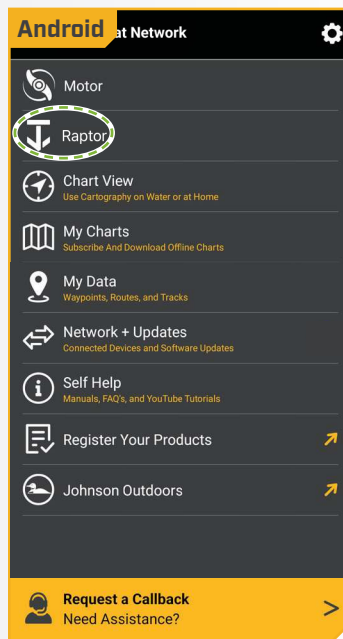 Android
at Network
Motor
Raptor
Chart View
Use Cartography on Water or at Home
My Charts
Subscribe And Download Offline Charts
My Data
Waypoints, Routes, and Tracks
Network + Updates
Connected Devices and Software Updates
Self Help
Manuals, FAQ's, and YouTube Tutorials
Register Your Products
Johnson Outdoors
Request a Callback
Need Assistance?